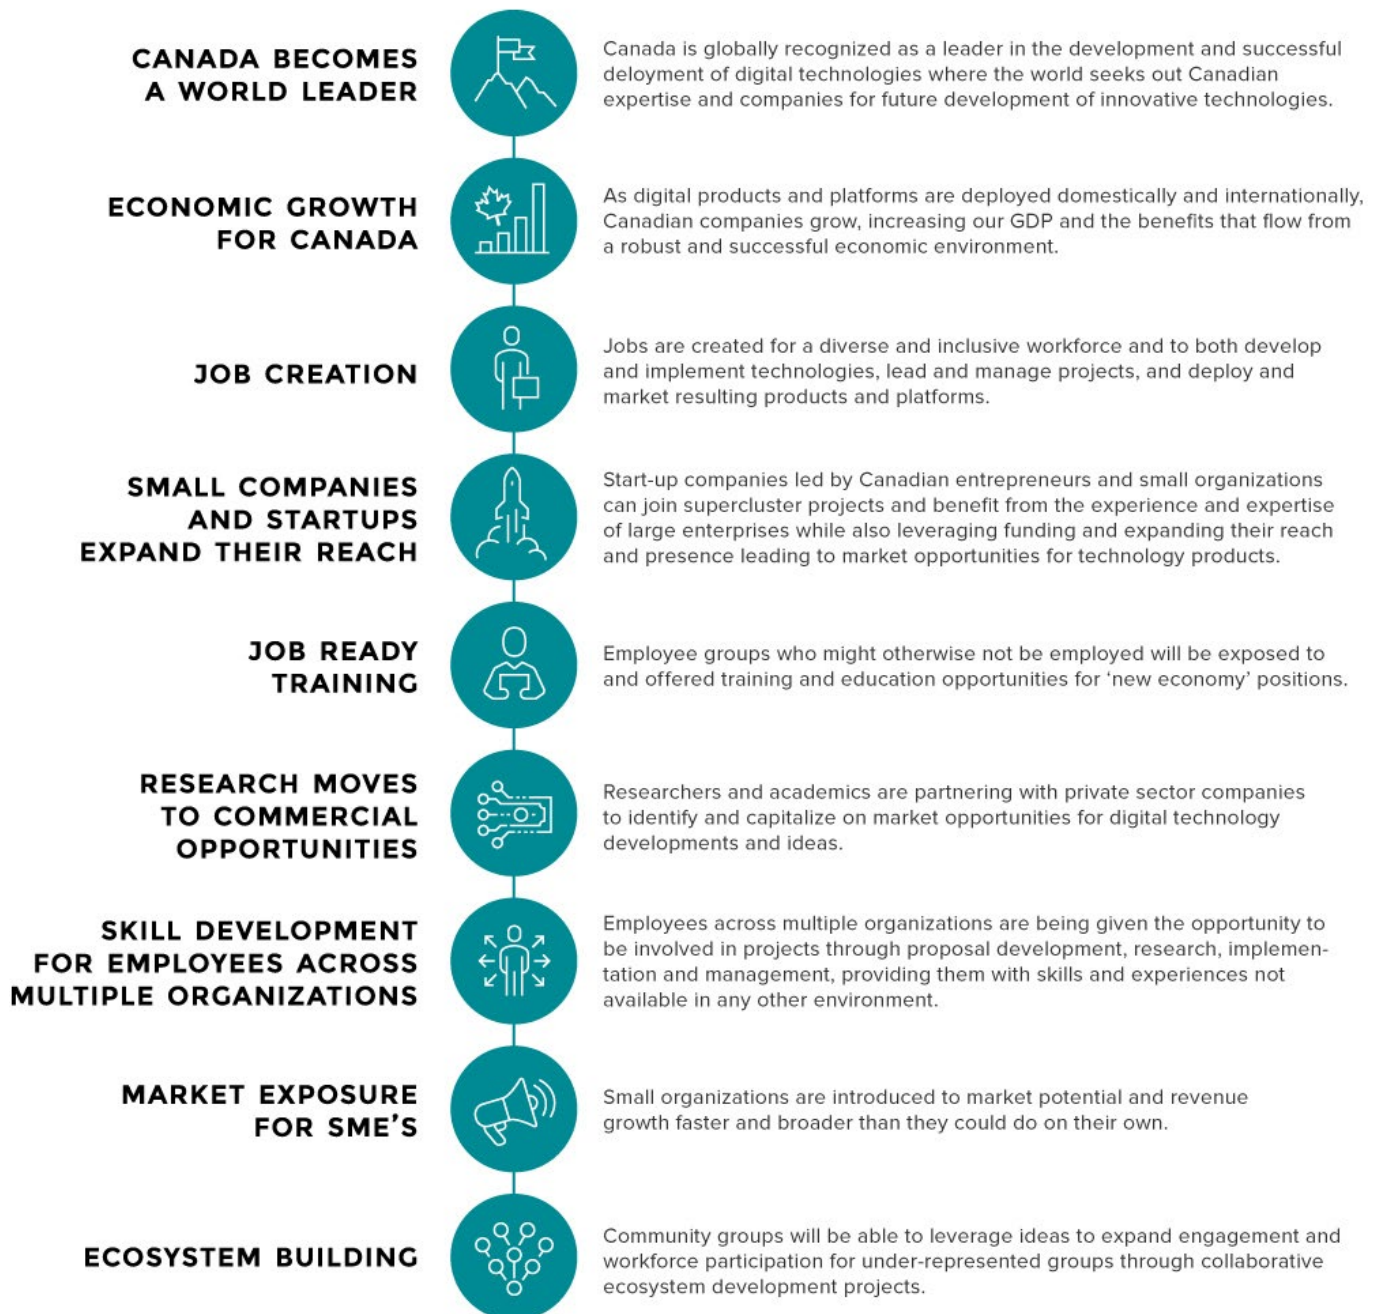 CANADA BECOMES
A WORLD LEADER
Canada is globally recognized as a leader in the development and successful
deloyment of digital technologies where the world seeks out Canadian
expertise and companies for future development of innovative technologies.
ECONOMIC GROWTH
FOR CANADA
As digital products and platforms are deployed domestically and internationally,
Canadian companies grow, increasing our GDP and the benefits that flow from
a robust and successful economic environment.
JOB CREATION
Jobs are created for a diverse and inclusive workforce and to both develop
and implement technologies, lead and manage projects, and deploy and
market resulting products and platforms.
SMALL COMPANIES
AND STARTUPS
EXPAND THEIR REACH
Start-up companies led by Canadian entrepreneurs and small organizations
can join supercluster projects and benefit from the experience and expertise
of large enterprises while also leveraging funding and expanding their reach
and presence leading to market opportunities for technology products.
JOB READY
TRAINING
Employee groups who might otherwise not be employed will be exposed to
and offered training and education opportunities for ‘new economy’ positions.
RESEARCH MOVES
TO COMMERCIAL
OPPORTUNITIES
Researchers and academics are partnering with private sector companies
to identify and capitalize on market opportunities for digital technology
developments and ideas.
SKILL DEVELOPMENT
FOR EMPLOYEES ACROSS
MULTIPLE ORGANIZATIONS
Employees across multiple organizations are being given the opportunity to
be involved in projects through proposal development, research, implemen-
tation and management, providing them with skills and experiences not
available in any other environment.
MARKET EXPOSURE
FOR SME’S
Small organizations are introduced to market potential and revenue
growth faster and broader than they could do on their own.
ECOSYSTEM BUILDING
Community groups will be able to leverage ideas to expand engagement and
workforce participation for under-represented groups through collaborative
ecosystem development projects.